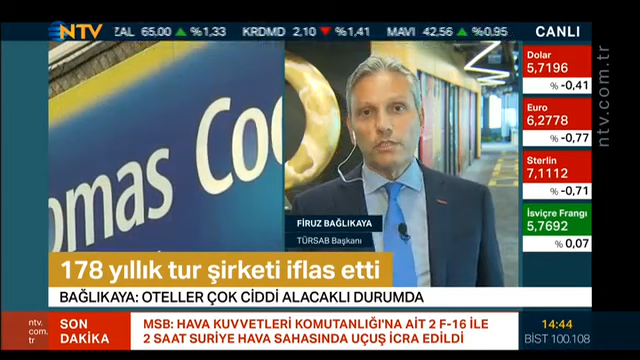 NTV
ZAL 65.00 ▲%1.33 KRDMD 2.10 ▼%1.41 MAVI 42.56 ▲%0.95
CANLI
omas Coo
Dolar
5,7196
% -0,41
Euro
6,2778
% -0,77
Sterlin
7,1112
% -0,71
İsviçre Frangı
5,7692
% 0,07
ntv.com.tr
FİRUZ BAĞLIKAYA
TÜRSAB Başkanı
178 yıllık tur şirketi iflas etti
BAĞLIKAYA: OTELLER ÇOK CİDDİ ALACAKLI DURUMDA
ntv.
com.
tr
SON
DAKİKA
MSB: HAVA KUVVETLERİ KOMUTANLIĞI'NA AİT 2 F-16 İLE
2 SAAT SURİYE HAVA SAHASINDA UÇUŞ İCRA EDİLDİ
14:44
BİST 100.108